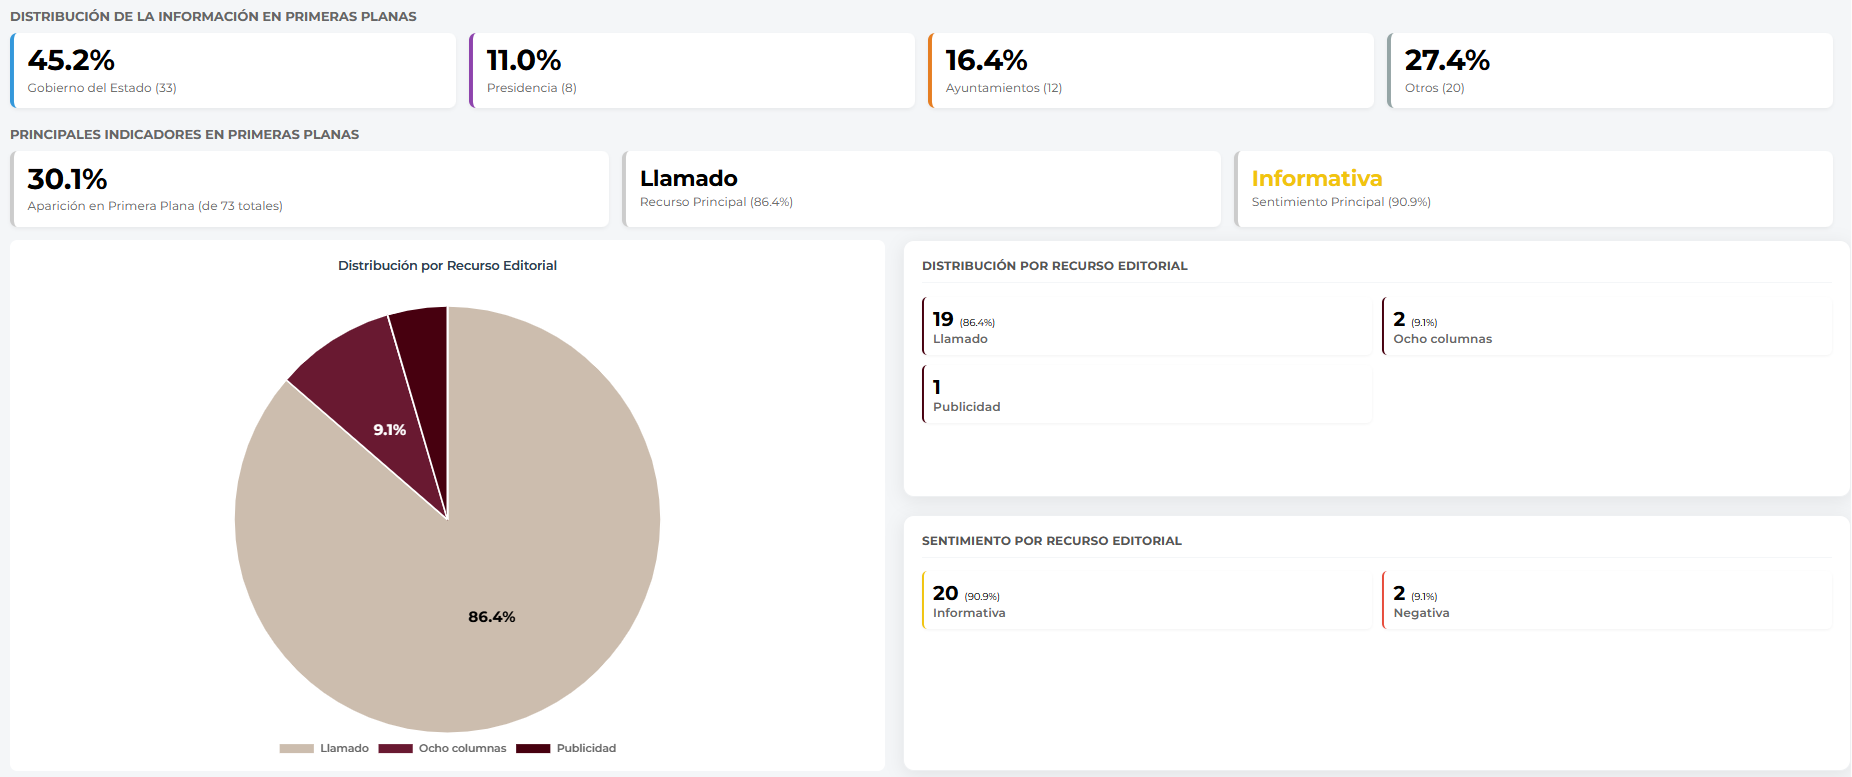 DISTRIBUCIÓN DE LA INFORMACIÓN EN PRIMERAS PLANAS
45.2%
Gobierno del Estado (33)
11.0%
Presidencia (8)
16.4%
Ayuntamientos (12)
27.4%
Otros (20)
PRINCIPALES INDICADORES EN PRIMERAS PLANAS
30.1%
Aparición en Primera Plana (de 73 totales)
Llamado
Recurso Principal (86.4%)
Informativa
Sentimiento Principal (90.9%)
Distribución por Recurso Editorial
9.1%
86.4%
Llamado
Ocho columnas
Publicidad
DISTRIBUCIÓN POR RECURSO EDITORIAL
19 (86.4%)
Llamado
2 (9.1%)
Ocho columnas
1
Publicidad
SENTIMIENTO POR RECURSO EDITORIAL
20 (90.9%)
Informativa
2 (9.1%)
Negativa